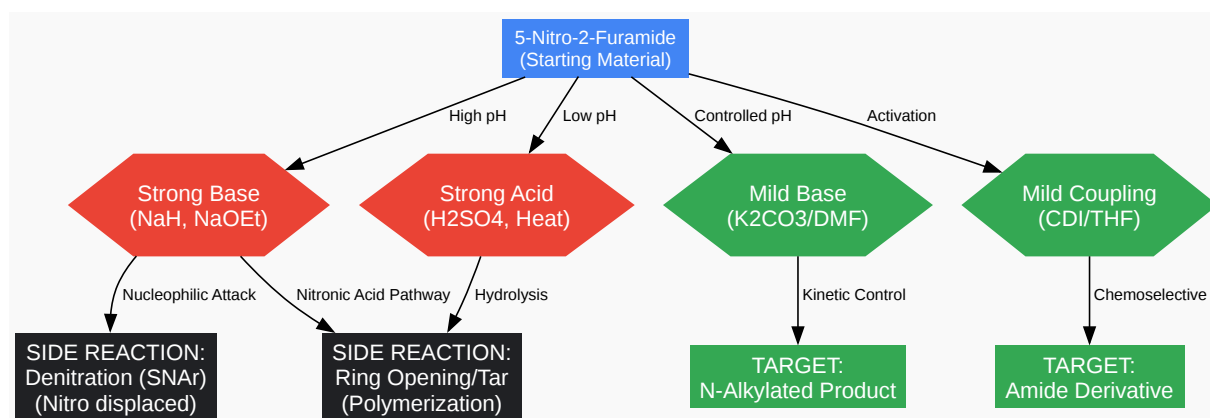 5-Nitro-2-Furamide
(Starting Material)
High pH
Low pH
Controlled pH
Activation
Strong Base
(NaH, NaOEt)
Strong Acid
(H2SO4, Heat)
Mild Base
(K2CO3/DMF)
Mild Coupling
(CDI/THF)
Nucleophilic Attack
Nitronic Acid Pathway
Hydrolysis
Kinetic Control
Chemoselective
SIDE REACTION:
Denitration (SNAr)
(Nitro displaced)
SIDE REACTION:
Ring Opening/Tar
(Polymerization)
TARGET:
N-Alkylated Product
TARGET:
Amide Derivative